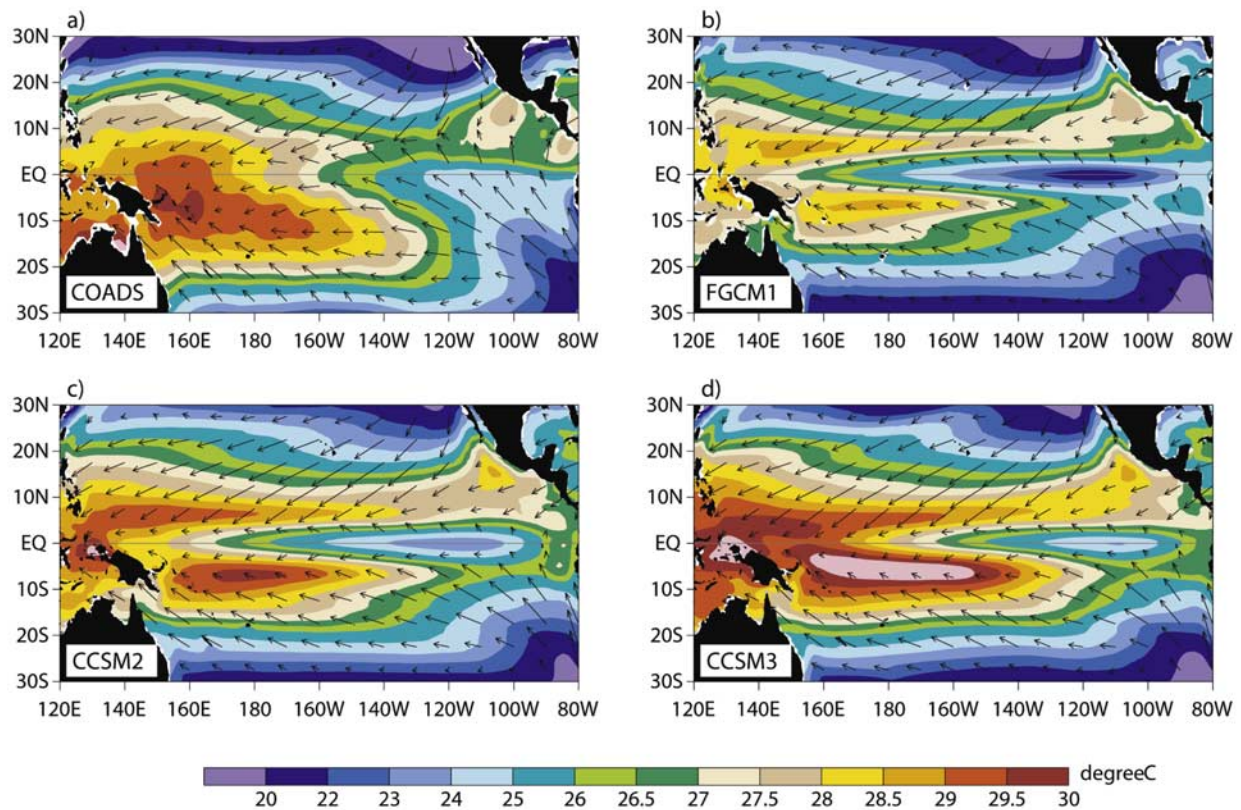 a)
30N
20N
10N
EQ
10S
20S
30S
COADS
120E 140E 160E 180 160W 140W 120W 100W 80W
b)
30N
20N
10N
EQ
10S
20S
30S
FGCM1
120E 140E 160E 180 160W 140W 120W 100W 80W
c)
30N
20N
10N
EQ
10S
20S
30S
CCSM2
120E 140E 160E 180 160W 140W 120W 100W 80W
d)
30N
20N
10N
EQ
10S
20S
30S
CCSM3
120E 140E 160E 180 160W 140W 120W 100W 80W
degreeC
20 22 23 24 25 26 26.5 27 27.5 28 28.5 29 29.5 30